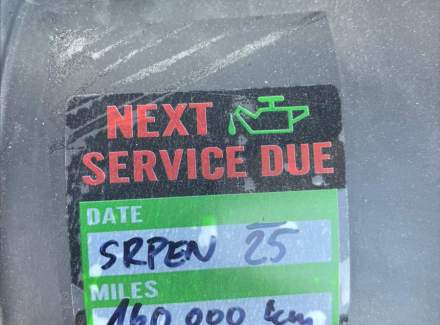 NEXT
SERVICE DUE
DATE
SRPEN 25
MILES
160 000 km